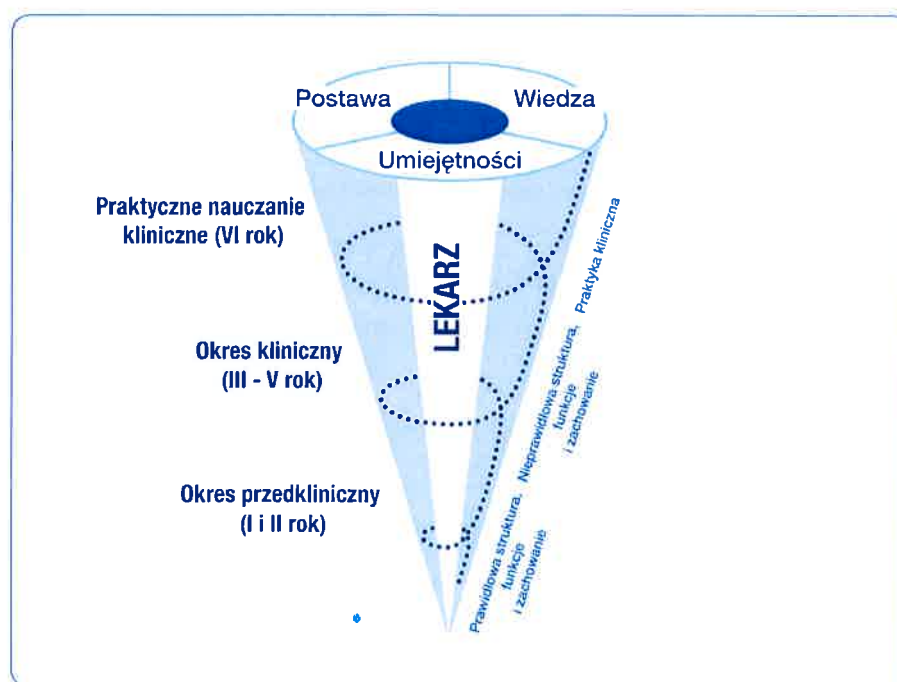 Postawa
Wiedza
Umiejętności
Praktyczne nauczanie
kliniczne (VI rok)
LEKARZ
Okres kliniczny
(III - V rok)
Okres przedkliniczny
(I i II rok)
Praktyka kliniczna
Nieprawidłowa struktura,
funkcje
i zachowanie
Prawidłowa struktura,
funkcje
i zachowanie